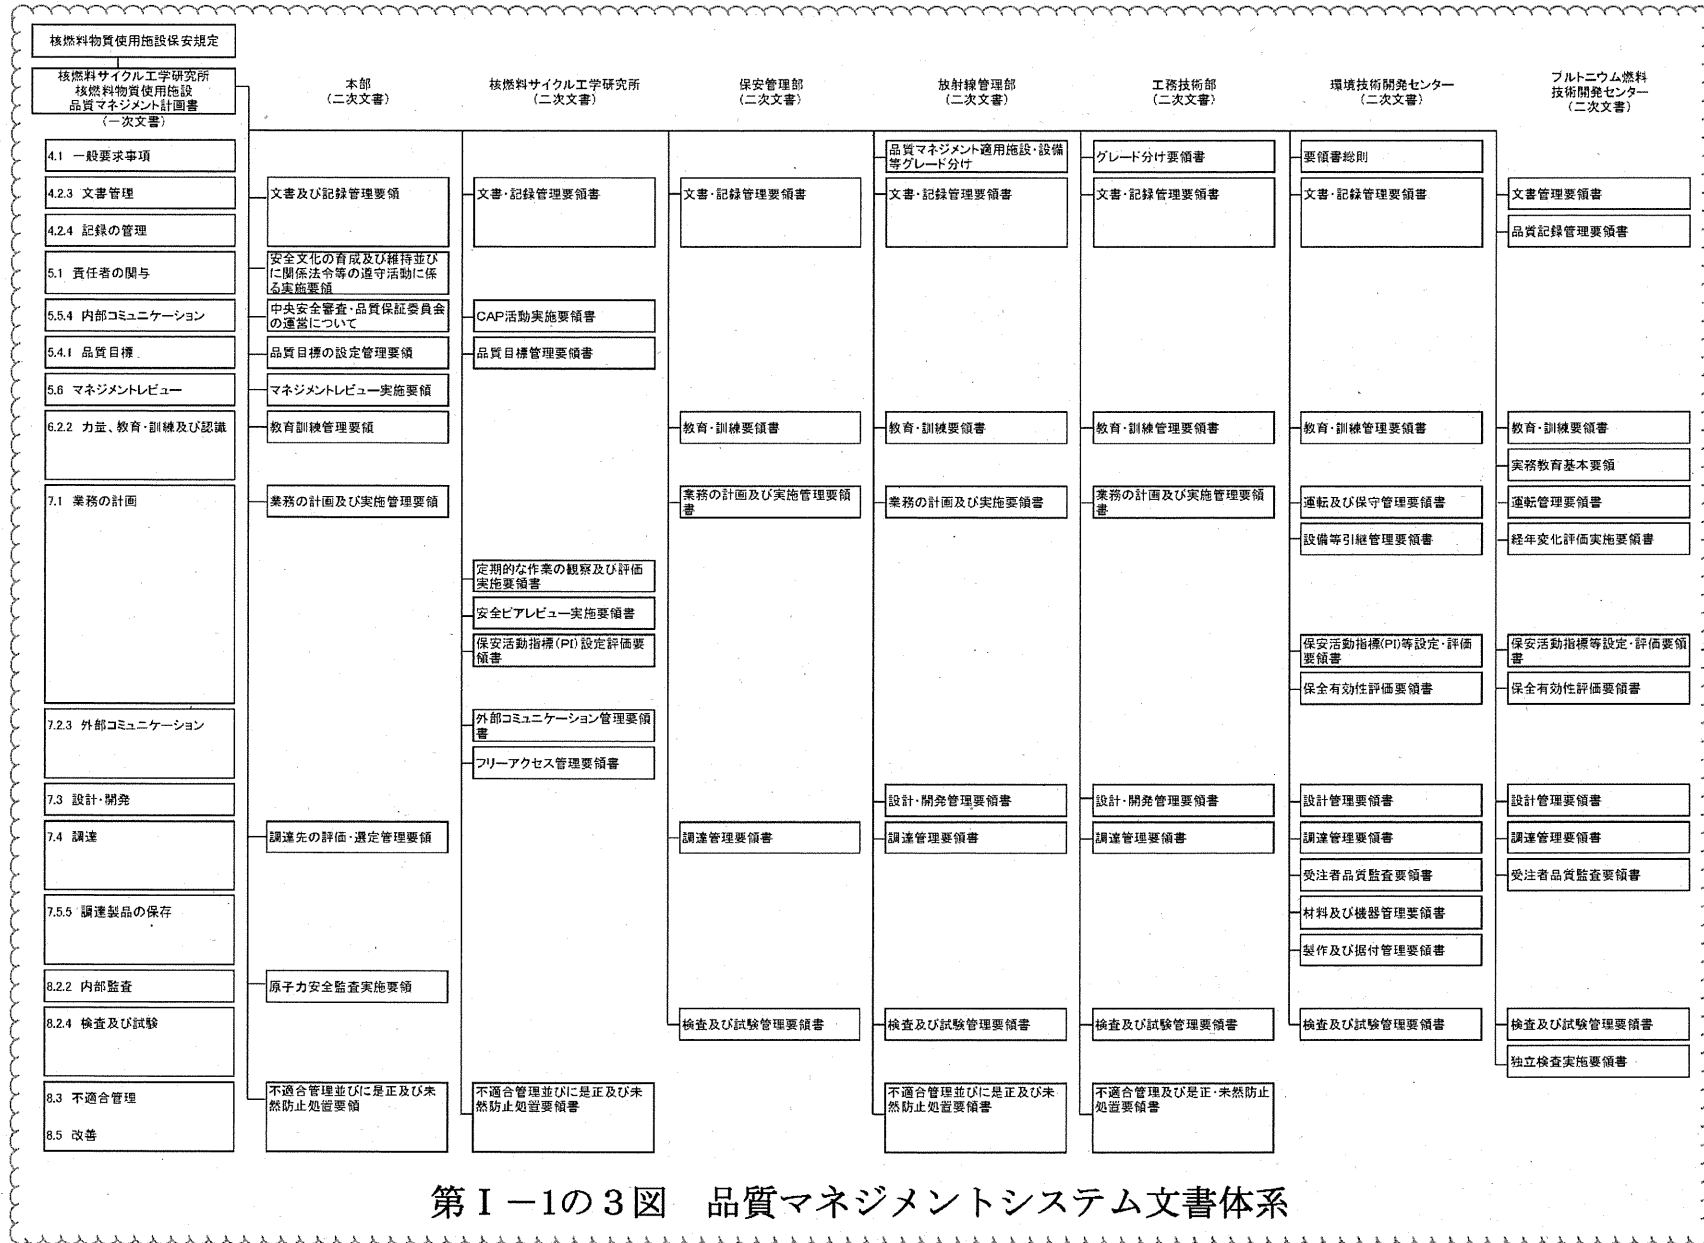 核燃料物質使用施設保安規定
核燃料サイクル工学研究所
核燃料物質使用施設
品質マネジメント計画書
(一次文書)
本部
(二次文書)
核燃料サイクル工学研究所
(二次文書)
保安管理部
(二次文書)
放射線管理部
(二次文書)
工務技術部
(二次文書)
環境技術開発センター
(二次文書)
プルトニウム燃料
技術開発センター
(二次文書)
4.1 一般要求事項
品質マネジメント適用施設・設備
等グレード分け
グレード分け要領書
要領書総則
4.2.3 文書管理
文書及び記録管理要領
文書・記録管理要領書
文書・記録管理要領書
文書・記録管理要領書
文書・記録管理要領書
文書・記録管理要領書
文書管理要領書
4.2.4 記録の管理
品質記録管理要領書
5.1 責任者の関与
安全文化の育成及び維持並び
に関係法令等の遵守活動に係
る実施要領
5.5.4 内部コミュニケーション
中央安全審査・品質保証委員会
の運営について
CAP活動実施要領書
5.4.1 品質目標
品質目標の設定管理要領
品質目標管理要領書
5.6 マネジメントレビュー
マネジメントレビュー実施要領
6.2.2 力量、教育・訓練及び認識
教育訓練管理要領
教育・訓練要領書
教育・訓練要領書
教育・訓練管理要領書
教育・訓練管理要領書
教育・訓練要領書
実務教育基本要領
7.1 業務の計画
業務の計画及び実施管理要領
業務の計画及び実施管理要領
書
業務の計画及び実施要領書
業務の計画及び実施管理要領
書
運転及び保守管理要領書
運転管理要領書
設備等引継管理要領書
経年変化評価実施要領書
定期的な作業の観察及び評価
実施要領書
安全ピアレビュー実施要領書
保安活動指標(PI)設定評価要
領書
保安活動指標(PI)等設定・評価
要領書
保安活動指標等設定・評価要領
書
保全有効性評価要領書
保全有効性評価要領書
7.2.3 外部コミュニケーション
外部コミュニケーション管理要領
書
フリーアクセス管理要領書
7.3 設計・開発
設計・開発管理要領書
設計・開発管理要領書
設計管理要領書
設計管理要領書
7.4 調達
調達先の評価・選定管理要領
調達管理要領書
調達管理要領書
調達管理要領書
調達管理要領書
調達管理要領書
受注者品質監査要領書
受注者品質監査要領書
7.5.5 調達製品の保存
材料及び機器管理要領書
製作及び据付管理要領書
8.2.2 内部監査
原子力安全監査実施要領
8.2.4 検査及び試験
検査及び試験管理要領書
検査及び試験管理要領書
検査及び試験管理要領書
検査及び試験管理要領書
検査及び試験管理要領書
独立検査実施要領書
8.3 不適合管理
8.5 改善
不適合管理並びに是正及び未
然防止処置要領
不適合管理並びに是正及び未
然防止処置要領書
不適合管理並びに是正及び未
然防止処置要領書
不適合管理及び是正・未然防止
処置要領書
第Ⅰ-1の3図 品質マネジメントシステム文書体系